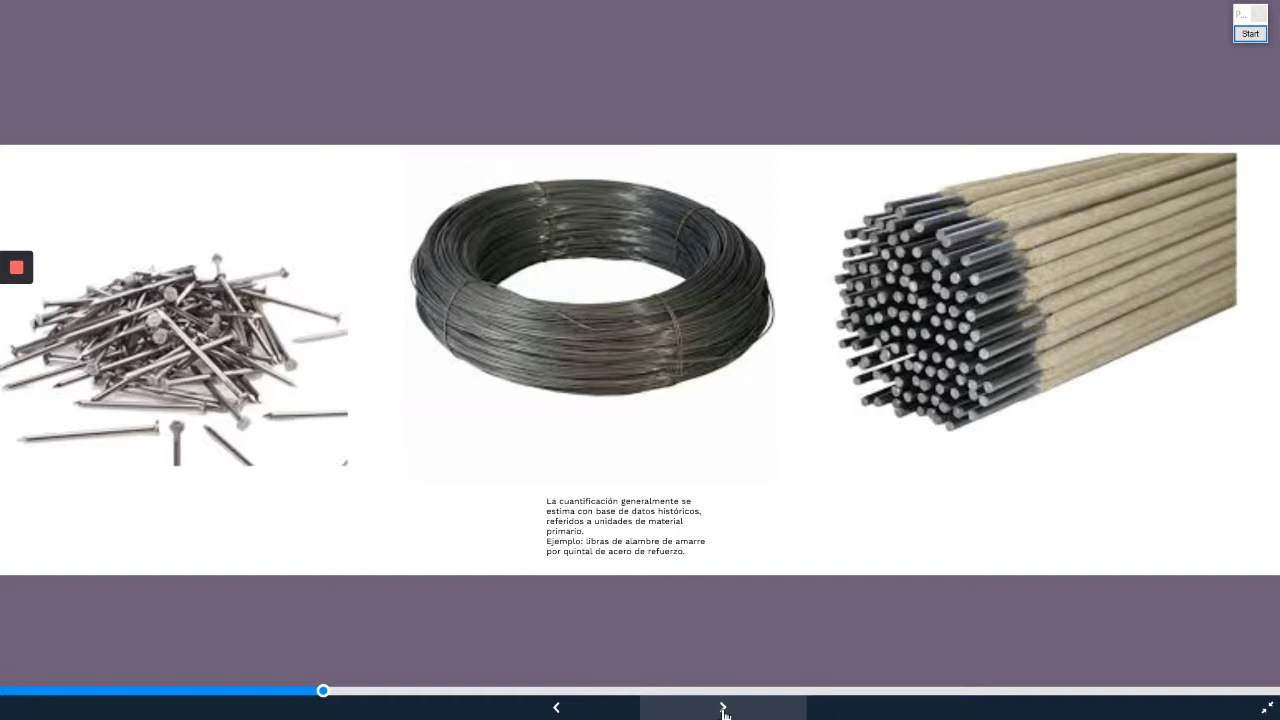 P...
Start
La cuantificación generalmente se
estima con base de datos históricos,
referidos a unidades de material
primario.
Ejemplo: libras de alambre de amarre
por quintal de acero de refuerzo.